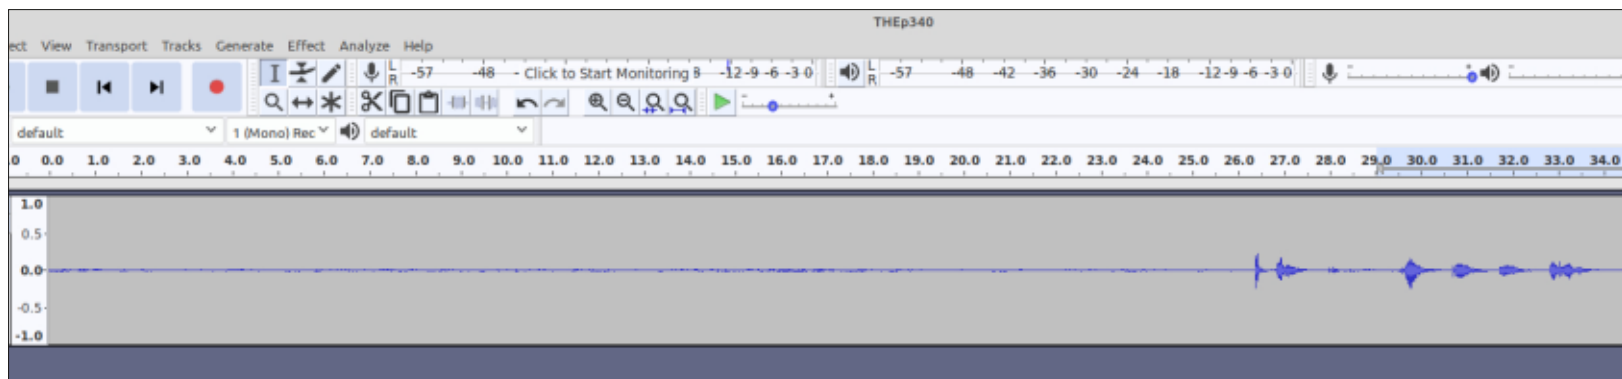 THEp340
ect View Transport Tracks Generate Effect Analyze Help
L R -57 -48 - Click to Start Monitoring 8 -12 -9 -6 -3 0 L R -57 -48 -42 -36 -30 -24 -18 -12 -9 -6 -3 0
default 1 (Mono) Rec default
.0 0.0 1.0 2.0 3.0 4.0 5.0 6.0 7.0 8.0 9.0 10.0 11.0 12.0 13.0 14.0 15.0 16.0 17.0 18.0 19.0 20.0 21.0 22.0 23.0 24.0 25.0 26.0 27.0 28.0 29.0 30.0 31.0 32.0 33.0 34.0
1.0
0.5
0.0
-0.5
-1.0